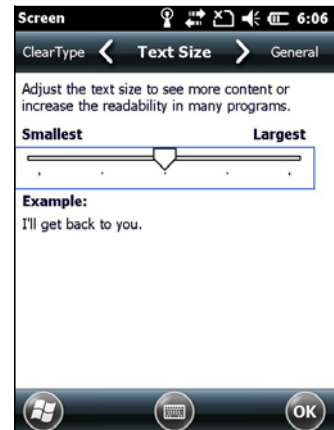 Screen 6:06
ClearType Text Size General
Adjust the text size to see more content or
increase the readability in many programs.
Smallest Largest
Example:
I'll get back to you.
OK